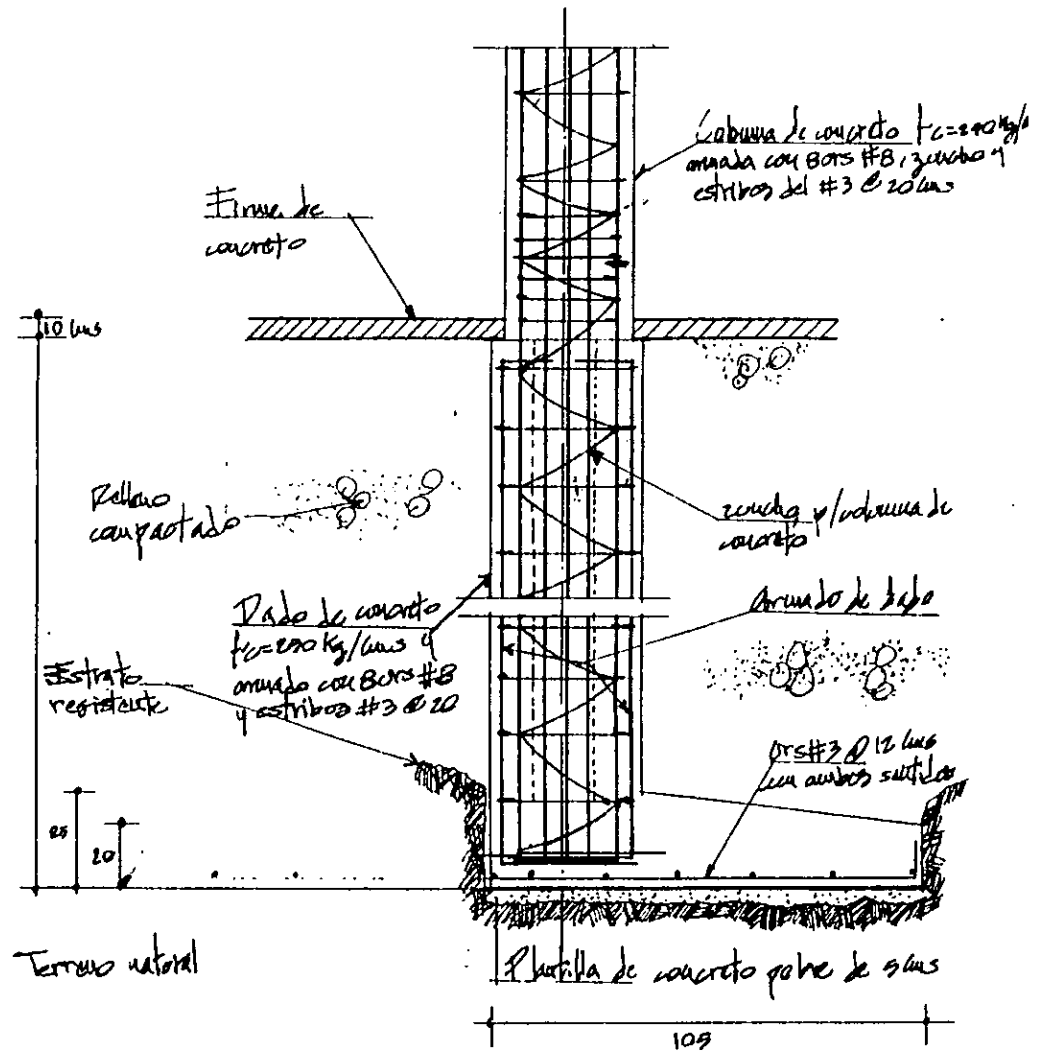 Columna de concreto f'c=290 kg/
armada con 8 vrs #8, zuncho y
estribos del #3 @ 20 cms
Firme de
concreto
10 cms
Relleno
compactado
zuncho p/columna de
concreto
Dado de concreto
f'c=290 kg/cms y
armado con 8 vrs #8
y estribos #3 @ 20
Armado de dado
Estrato
resistente
vrs #3 @ 12 cms
en ambos sentidos
25
20
Terreno natural
Plantilla de concreto pobre de 5 cms
105